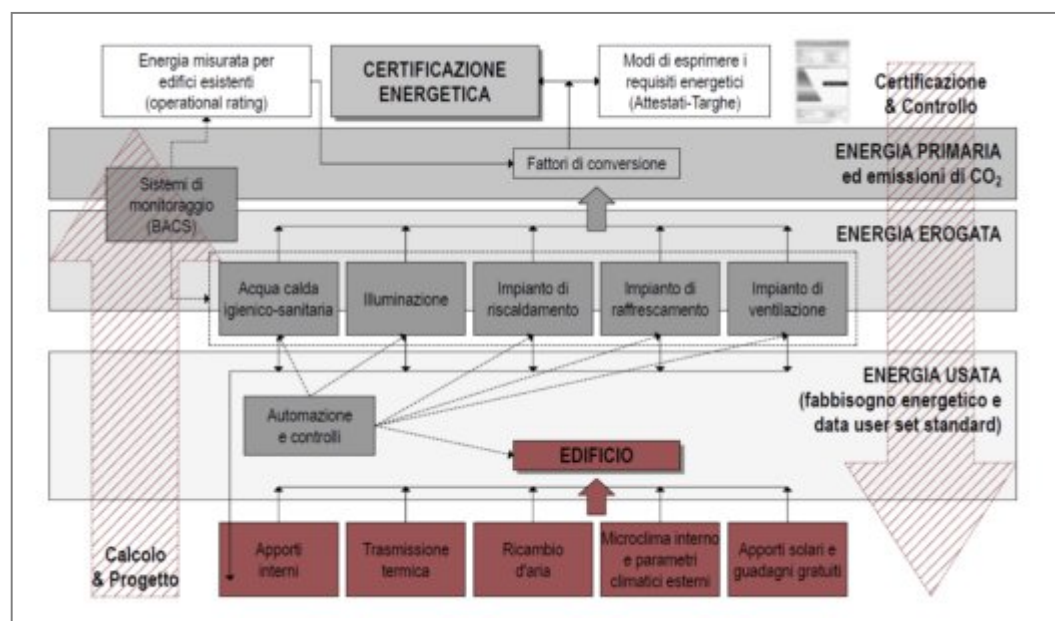 Energia misurata per
edifici esistenti
(operational rating)
CERTIFICAZIONE
ENERGETICA
Modi di esprimere i
requisiti energetici
(Attestati-Targhe)
Certificazione
& Controllo
ENERGIA PRIMARIA
ed emissioni di CO₂
Fattori di conversione
Sistemi di
monitoraggio
(BACS)
ENERGIA EROGATA
Acqua calda
igienico-sanitaria
Illuminazione
Impianto di
riscaldamento
Impianto di
raffrescamento
Impianto di
ventilazione
ENERGIA USATA
(fabbisogno energetico e
data user set standard)
Automazione
e controlli
EDIFICIO
Calcolo
& Progetto
Apporti
interni
Trasmissione
termica
Ricambio
d'aria
Microclima interno
e parametri
climatici esterni
Apporti solari e
guadagni gratuiti